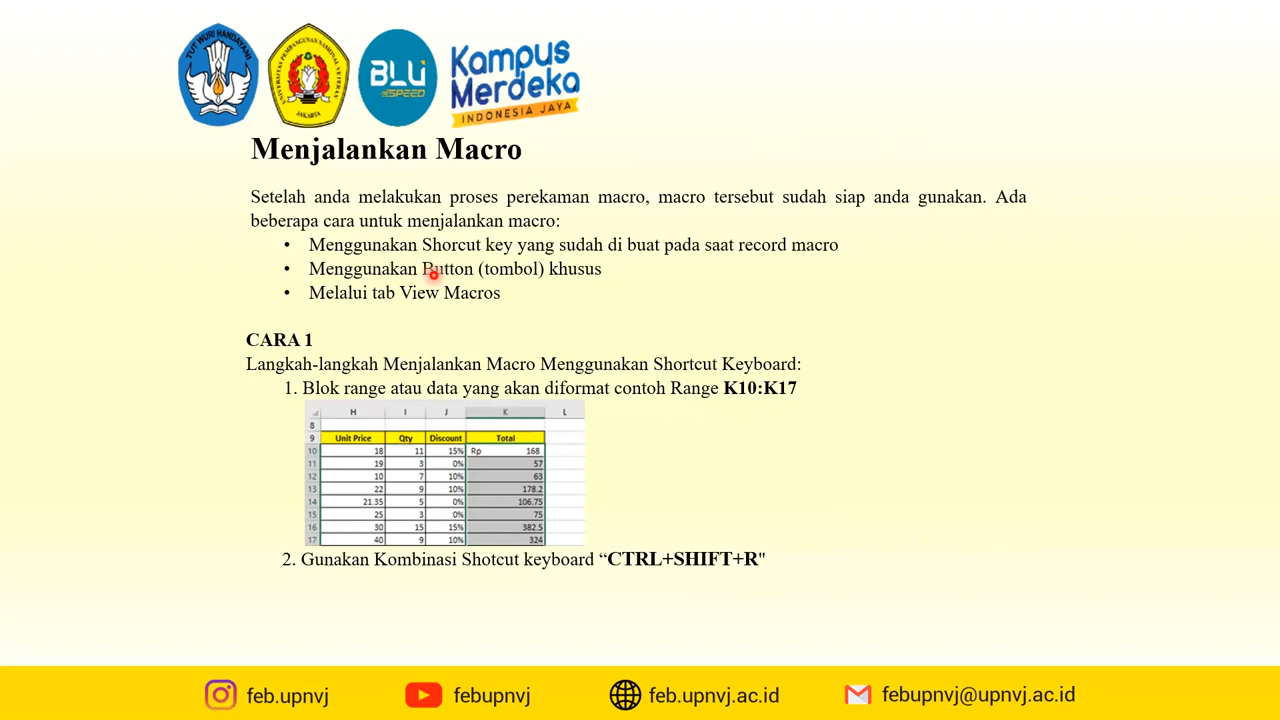 TUT WURI HANDAYANI
UNIVERSITAS PEMBANGUNAN NASIONAL VETERAN
JAKARTA
BLU
SPEED
Kampus
Merdeka
INDONESIA JAYA
Menjalankan Macro
Setelah anda melakukan proses perekaman macro, macro tersebut sudah siap anda gunakan. Ada
beberapa cara untuk menjalankan macro:
• Menggunakan Shorcut key yang sudah di buat pada saat record macro
• Menggunakan Button (tombol) khusus
• Melalui tab View Macros
CARA 1
Langkah-langkah Menjalankan Macro Menggunakan Shortcut Keyboard:
1. Blok range atau data yang akan diformat contoh Range K10:K17
H I J K L
8
9 Unit Price Qty Discount Total
10 18 11 15% Rp 168
11 19 3 0% 57
12 10 7 10% 63
13 22 9 10% 178.2
14 21.35 5 0% 106.75
15 25 3 0% 75
16 30 15 15% 382.5
17 40 9 10% 324
2. Gunakan Kombinasi Shotcut keyboard “CTRL+SHIFT+R"
feb.upnvj febupnvj feb.upnvj.ac.id febupnvj@upnvj.ac.id